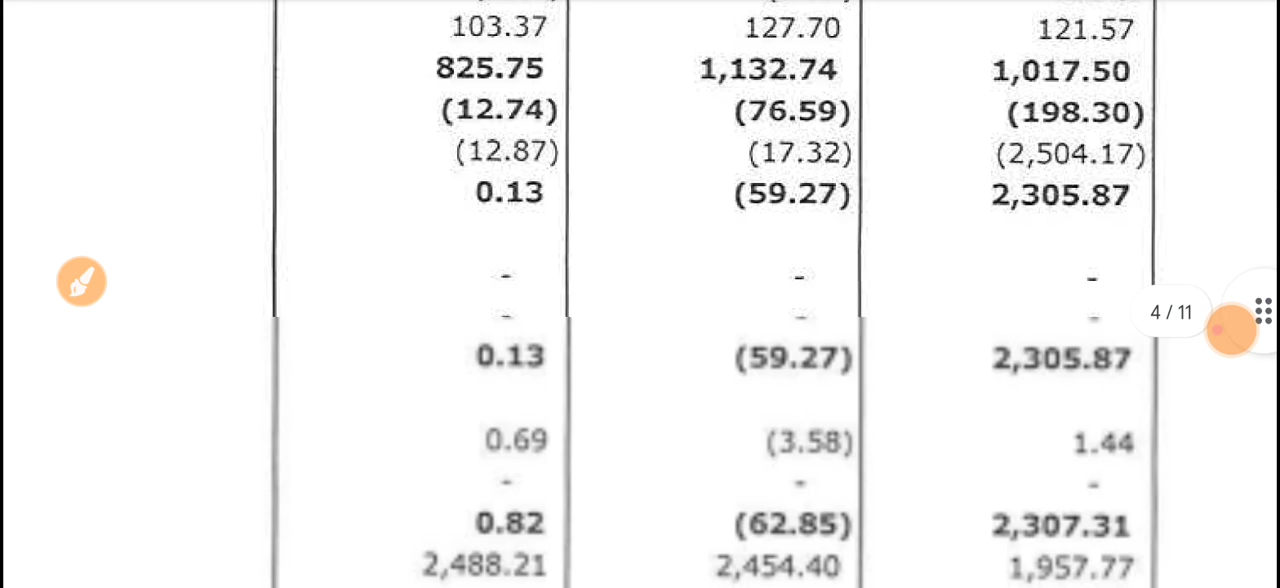 103.37 127.70 121.57
825.75 1,132.74 1,017.50
(12.74) (76.59) (198.30)
(12.87) (17.32) (2,504.17)
0.13 (59.27) 2,305.87
- - -
- - -
4 / 11
0.13 (59.27) 2,305.87
0.69 (3.58) 1.44
- - -
0.82 (62.85) 2,307.31
2,488.21 2,454.40 1,957.77